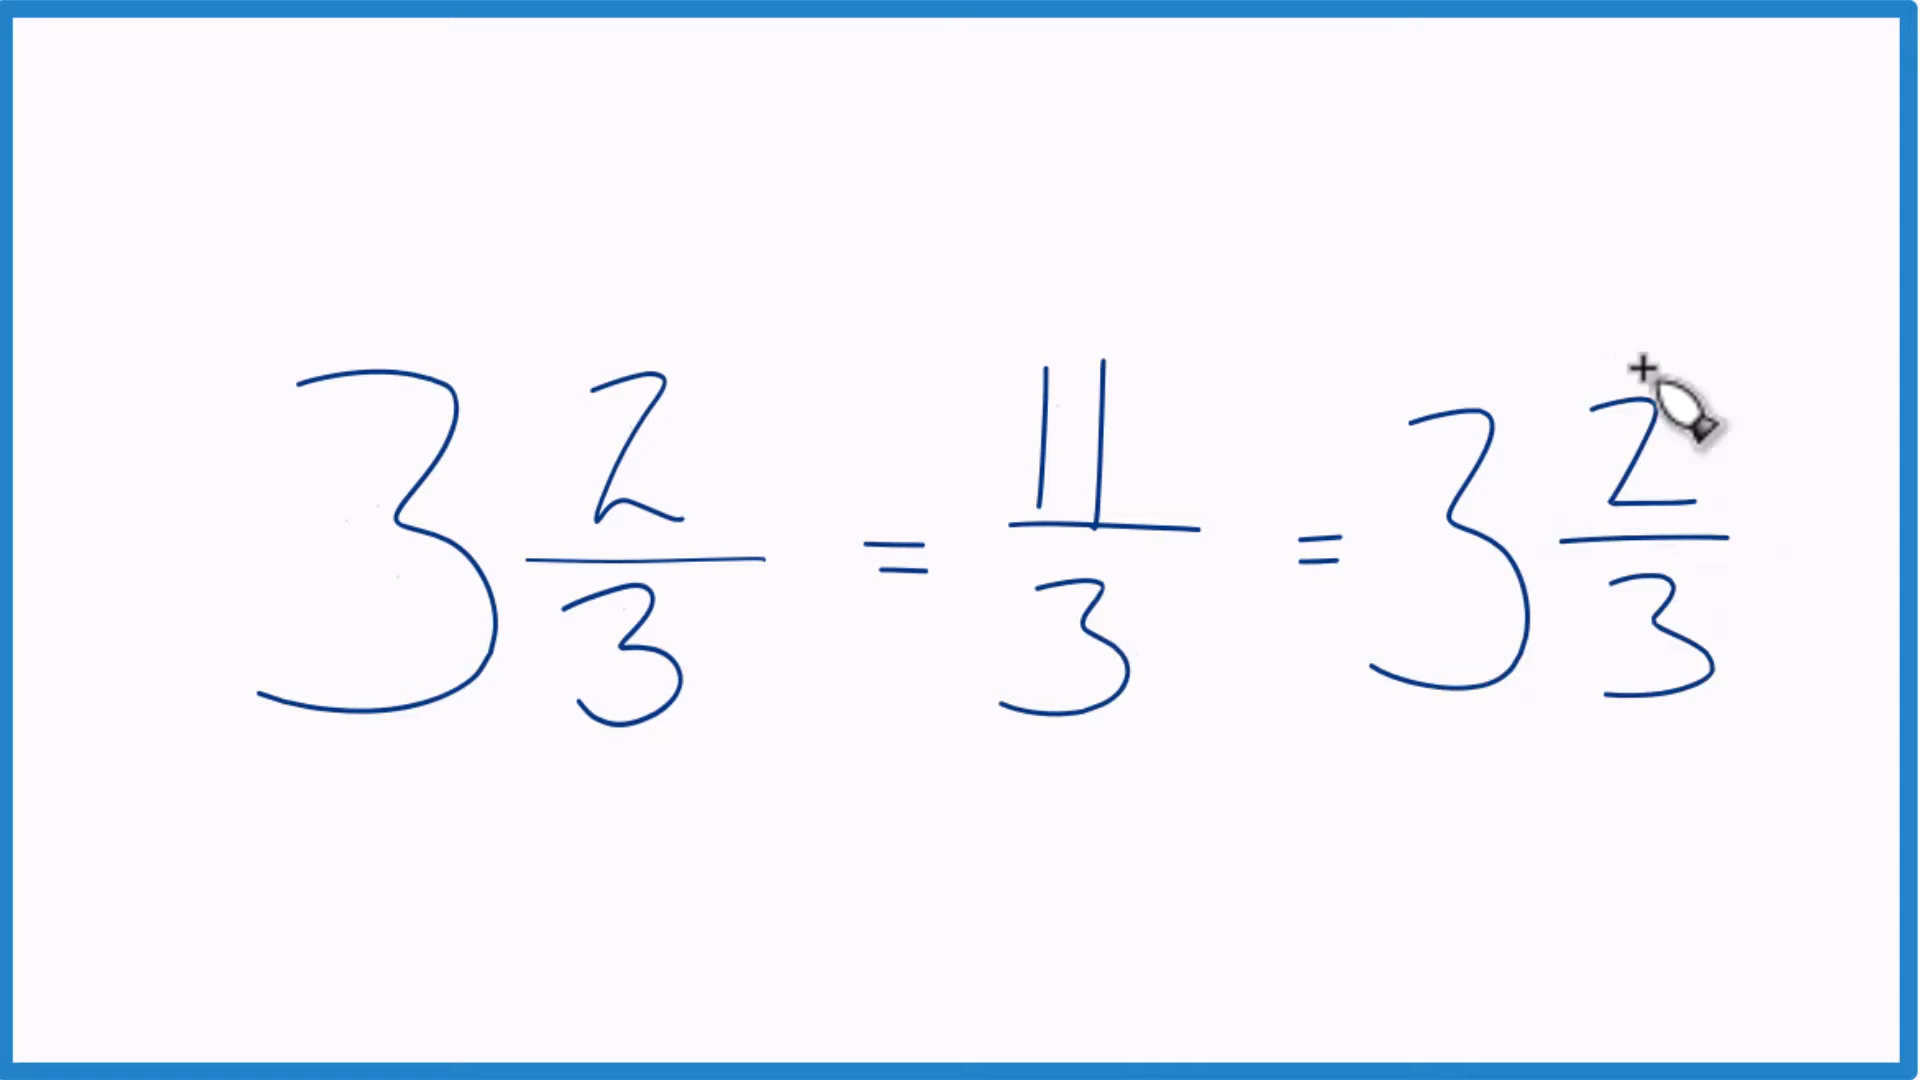 3 2/3 = 11/3 = 3 2/3